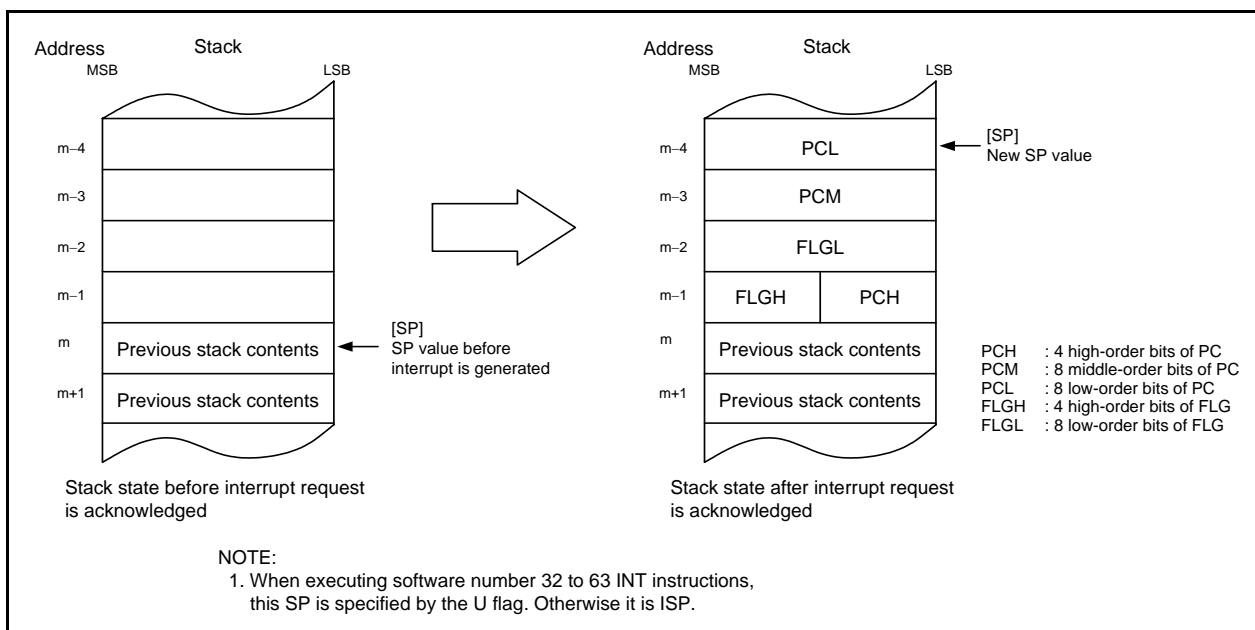 Address Stack
MSB LSB
m–4
m–3
m–2
m–1
m Previous stack contents
m+1 Previous stack contents
[SP]
SP value before
interrupt is generated
Stack state before interrupt request
is acknowledged
Address Stack
MSB LSB
m–4 PCL
m–3 PCM
m–2 FLGL
m–1 FLGH PCH
m Previous stack contents
m+1 Previous stack contents
[SP]
New SP value
PCH : 4 high-order bits of PC
PCM : 8 middle-order bits of PC
PCL : 8 low-order bits of PC
FLGH : 4 high-order bits of FLG
FLGL : 8 low-order bits of FLG
Stack state after interrupt request
is acknowledged
NOTE:
1. When executing software number 32 to 63 INT instructions,
this SP is specified by the U flag. Otherwise it is ISP.